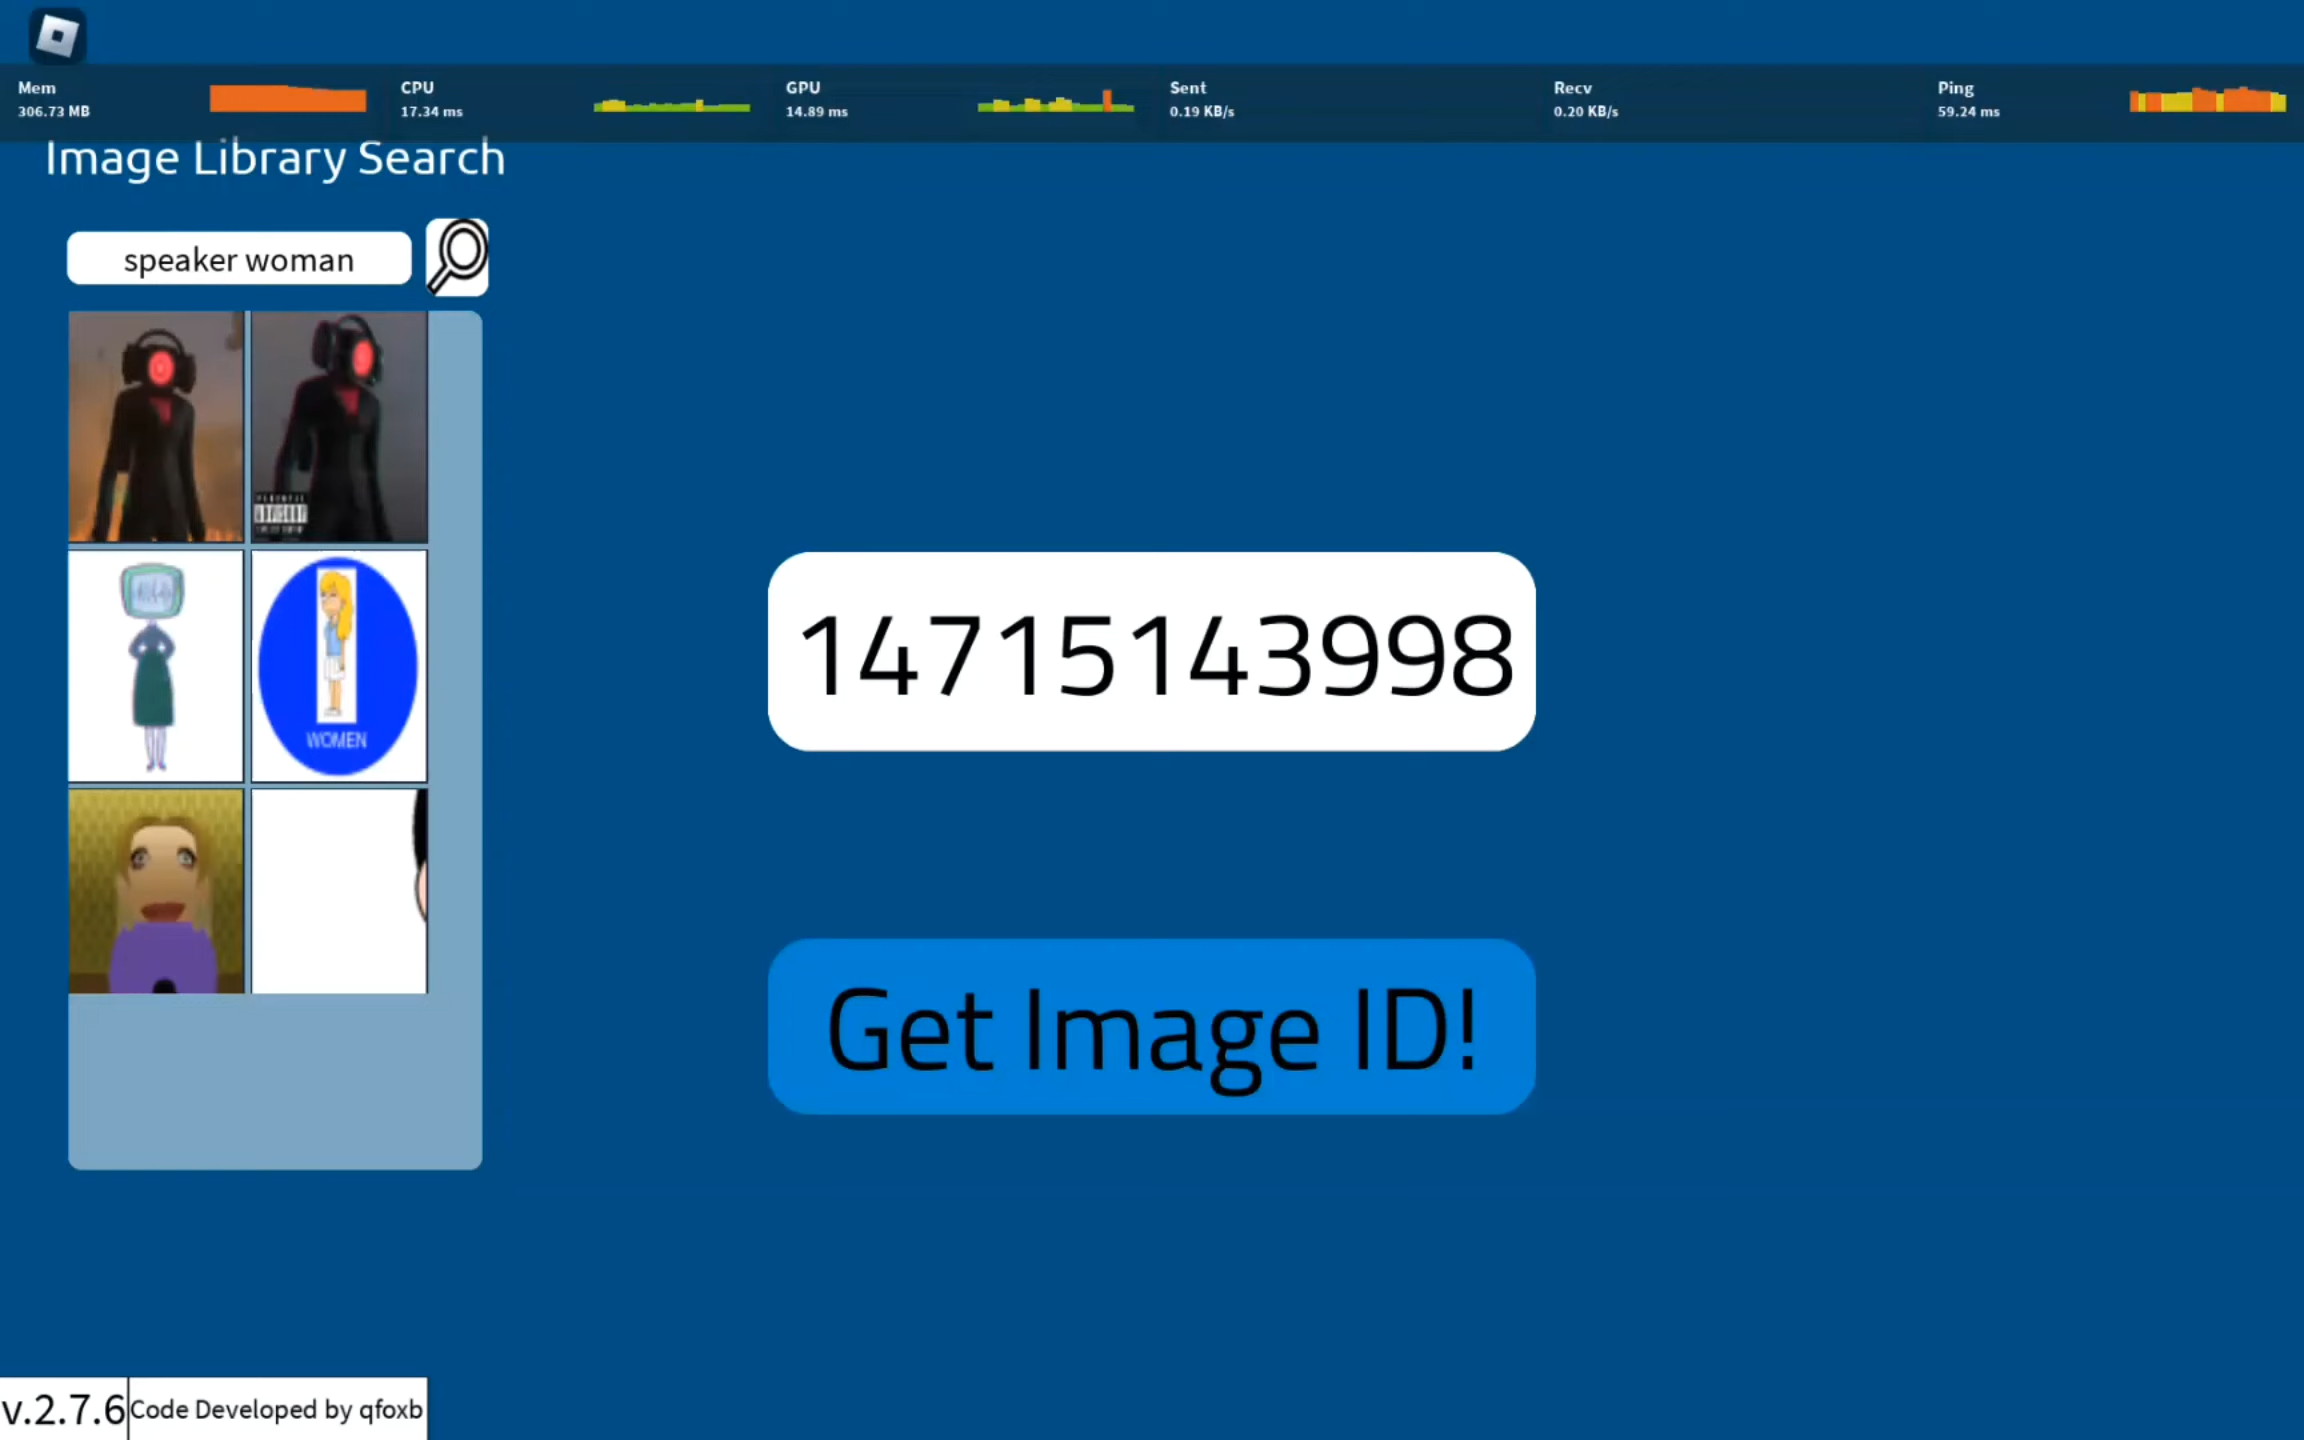 Mem
306.73 MB
CPU
17.34 ms
GPU
14.89 ms
Sent
0.19 KB/s
Recv
0.20 KB/s
Ping
59.24 ms
Image Library Search
speaker woman
ADVISORY
WOMEN
14715143998
Get Image ID!
v.2.7.6
Code Developed by qfoxb